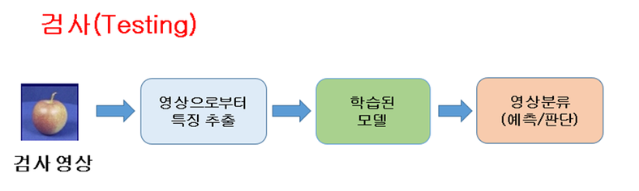 검사(Testing)
영상으로부터
특징 추출
학습된
모델
영상분류
(예측/판단)
검사 영상